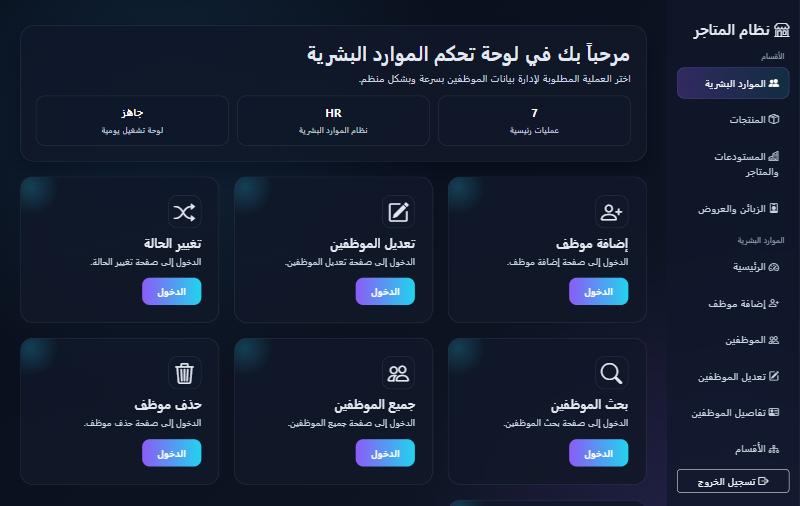 نظام المتاجر
الأقسام
الموارد البشرية
المنتجات
المستودعات
والمتاجر
الزبائن والعروض
الموارد البشرية
الرئيسية
إضافة موظف
الموظفين
تعديل الموظفين
تفاصيل الموظفين
الأقسام
تسجيل الخروج
مرحباً بك في لوحة تحكم الموارد البشرية
اختر العملية المطلوبة لإدارة بيانات الموظفين بسرعة وبشكل منظم.
7
عمليات رئيسية
HR
نظام الموارد البشرية
جاهز
لوحة تشغيل يومية
إضافة موظف
الدخول إلى صفحة إضافة موظف.
الدخول
تعديل الموظفين
الدخول إلى صفحة تعديل الموظفين.
الدخول
تغيير الحالة
الدخول إلى صفحة تغيير الحالة.
الدخول
بحث الموظفين
الدخول إلى صفحة بحث الموظفين.
الدخول
جميع الموظفين
الدخول إلى صفحة جميع الموظفين.
الدخول
حذف موظف
الدخول إلى صفحة حذف موظف.
الدخول